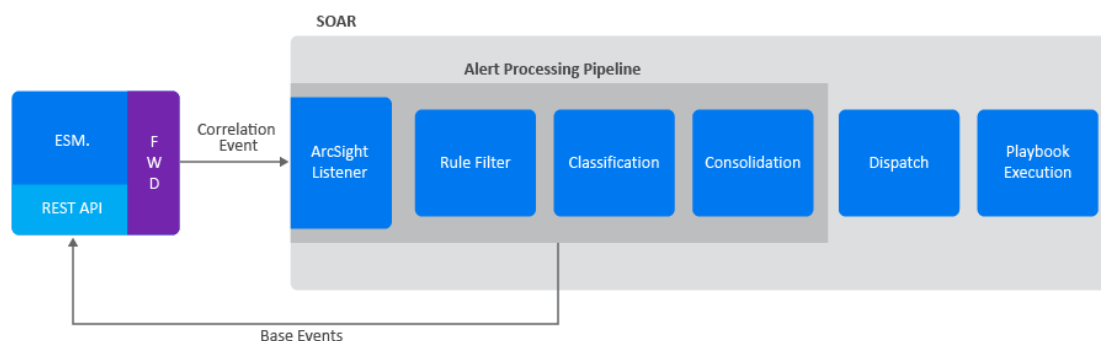 SOAR
Alert Processing Pipeline
ESM.
REST API
F
W
D
Correlation
Event
ArcSight
Listener
Rule Filter
Classification
Consolidation
Dispatch
Playbook
Execution
Base Events